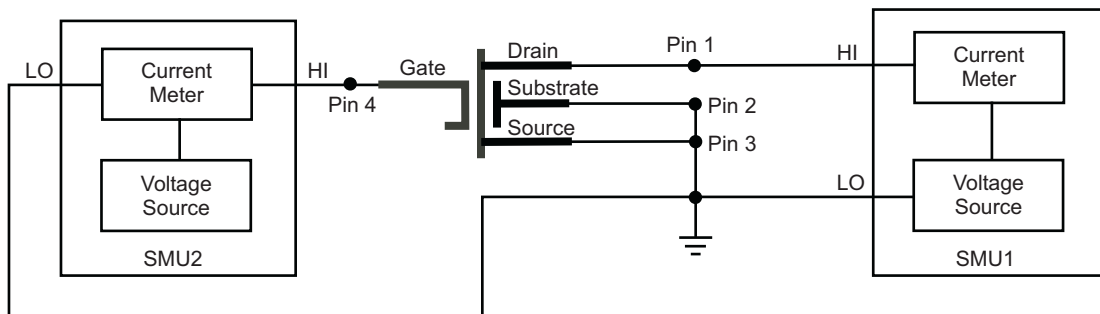 LO
Current
Meter
HI
Pin 4
Voltage
Source
SMU2
Gate
Drain
Substrate
Source
Pin 1
Pin 2
Pin 3
HI
LO
Current
Meter
Voltage
Source
SMU1